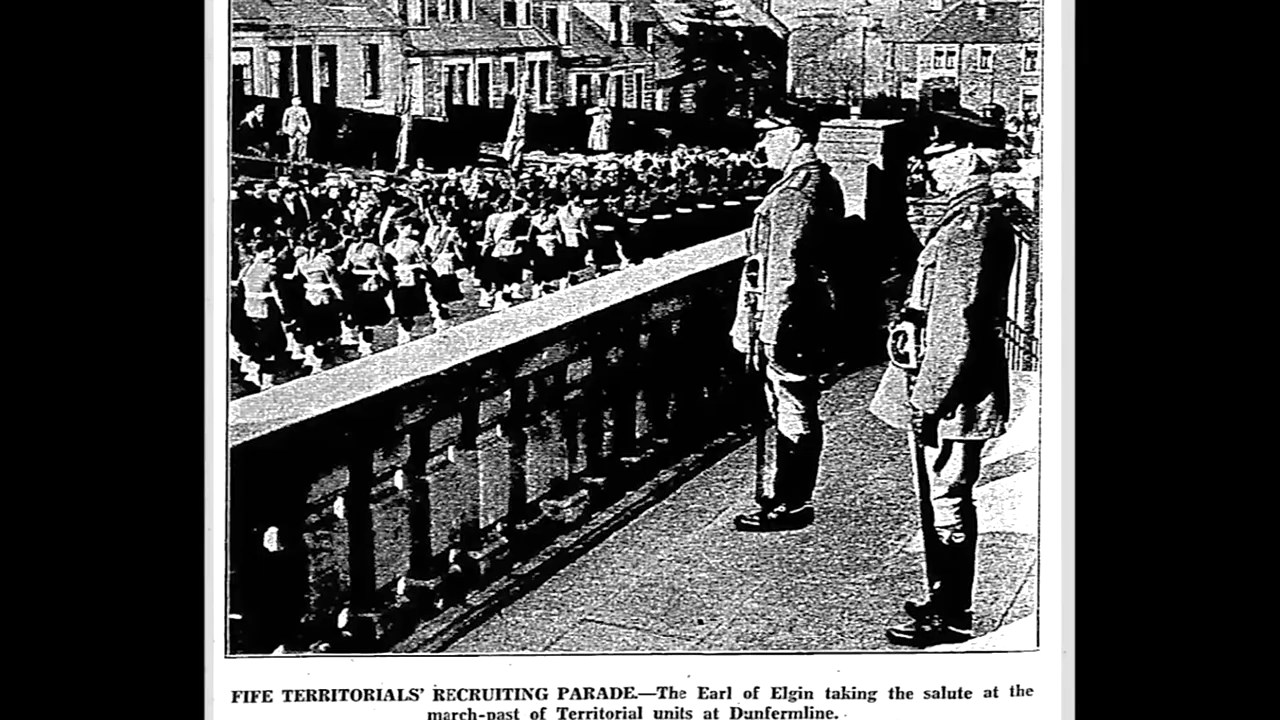 FIFE TERRITORIALS' RECRUITING PARADE.—The Earl of Elgin taking the salute at the
march-past of Territorial units at Dunfermline.